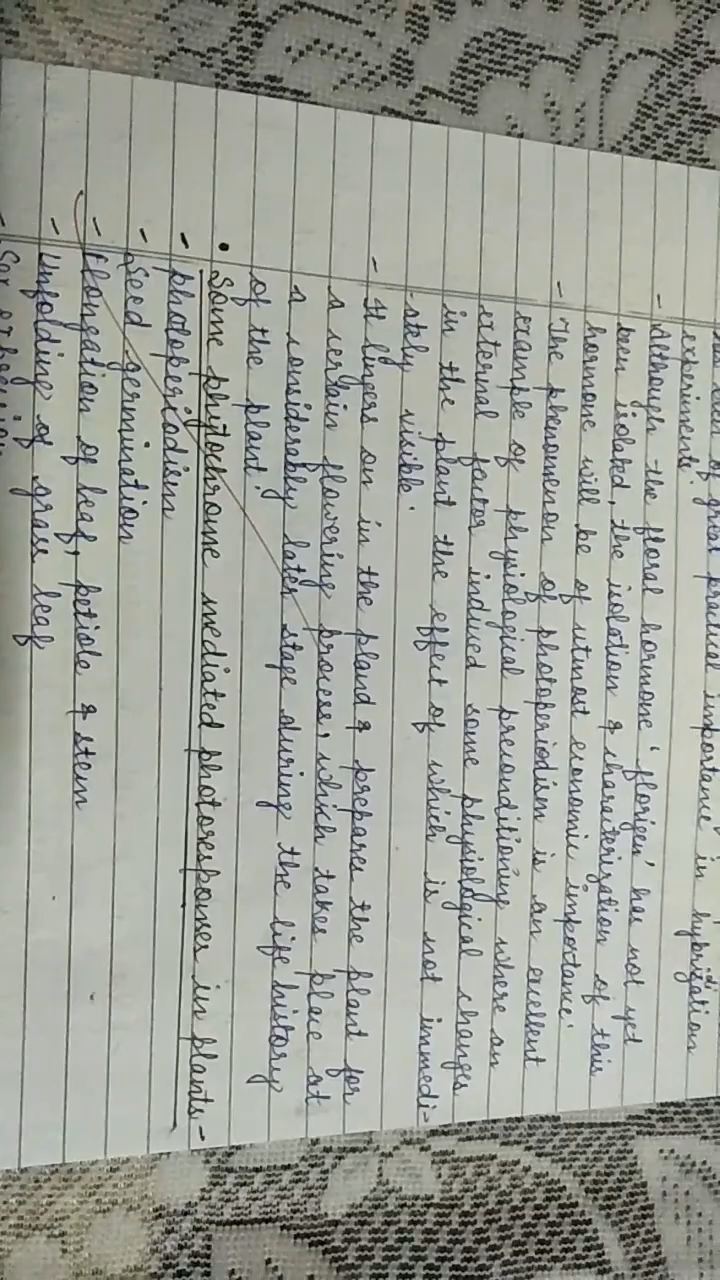 of great practical importance in hybridization
experiments.
- Although the floral hormone 'florigen' has not yet
been isolated, the isolation & characterization of this
hormone will be of utmost economic importance.
- The phenomenon of photoperiodism is an excellent
example of physiological preconditioning where an
external factor induced some physiological changes
in the plant the effect of which is not immedi-
-ately visible.
- It lingers on in the pland & prepares the plant for
a certain flowering process, which takes place at
a considerably later stage during the life history
of the plant.
• Some phytochrome mediated photoresponses in plants -
- photoperiodism
- Seed germination
- Elongation of leaf, petiole & stem
- Unfolding of grass leaf
- Sex expression